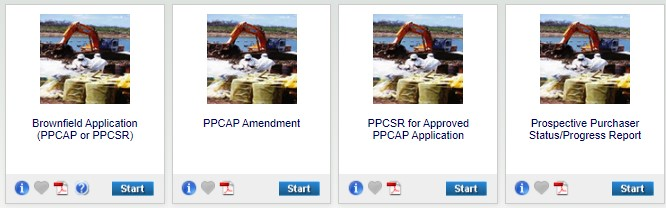 Brownfield Application
(PPCAP or PPCSR)
Start
PPCAP Amendment
Start
PPCSR for Approved
PPCAP Application
Start
Prospective Purchaser
Status/Progress Report
Start